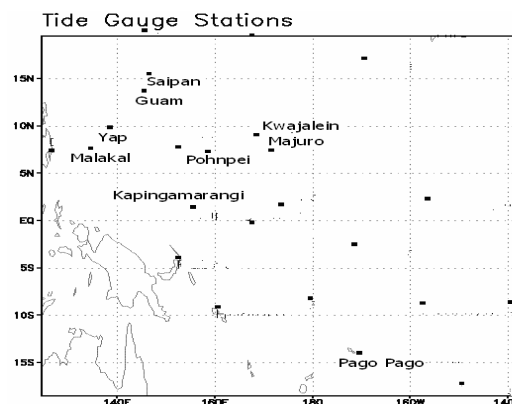 Tide Gauge Stations
15N
Saipan
Guam
10N
Kwajalein
Yap
Majuro
Malakal
Pohnpei
5N
Kapingamarangi
EQ
5S
10S
15S
Pago Pago
140E
160E
180
160W